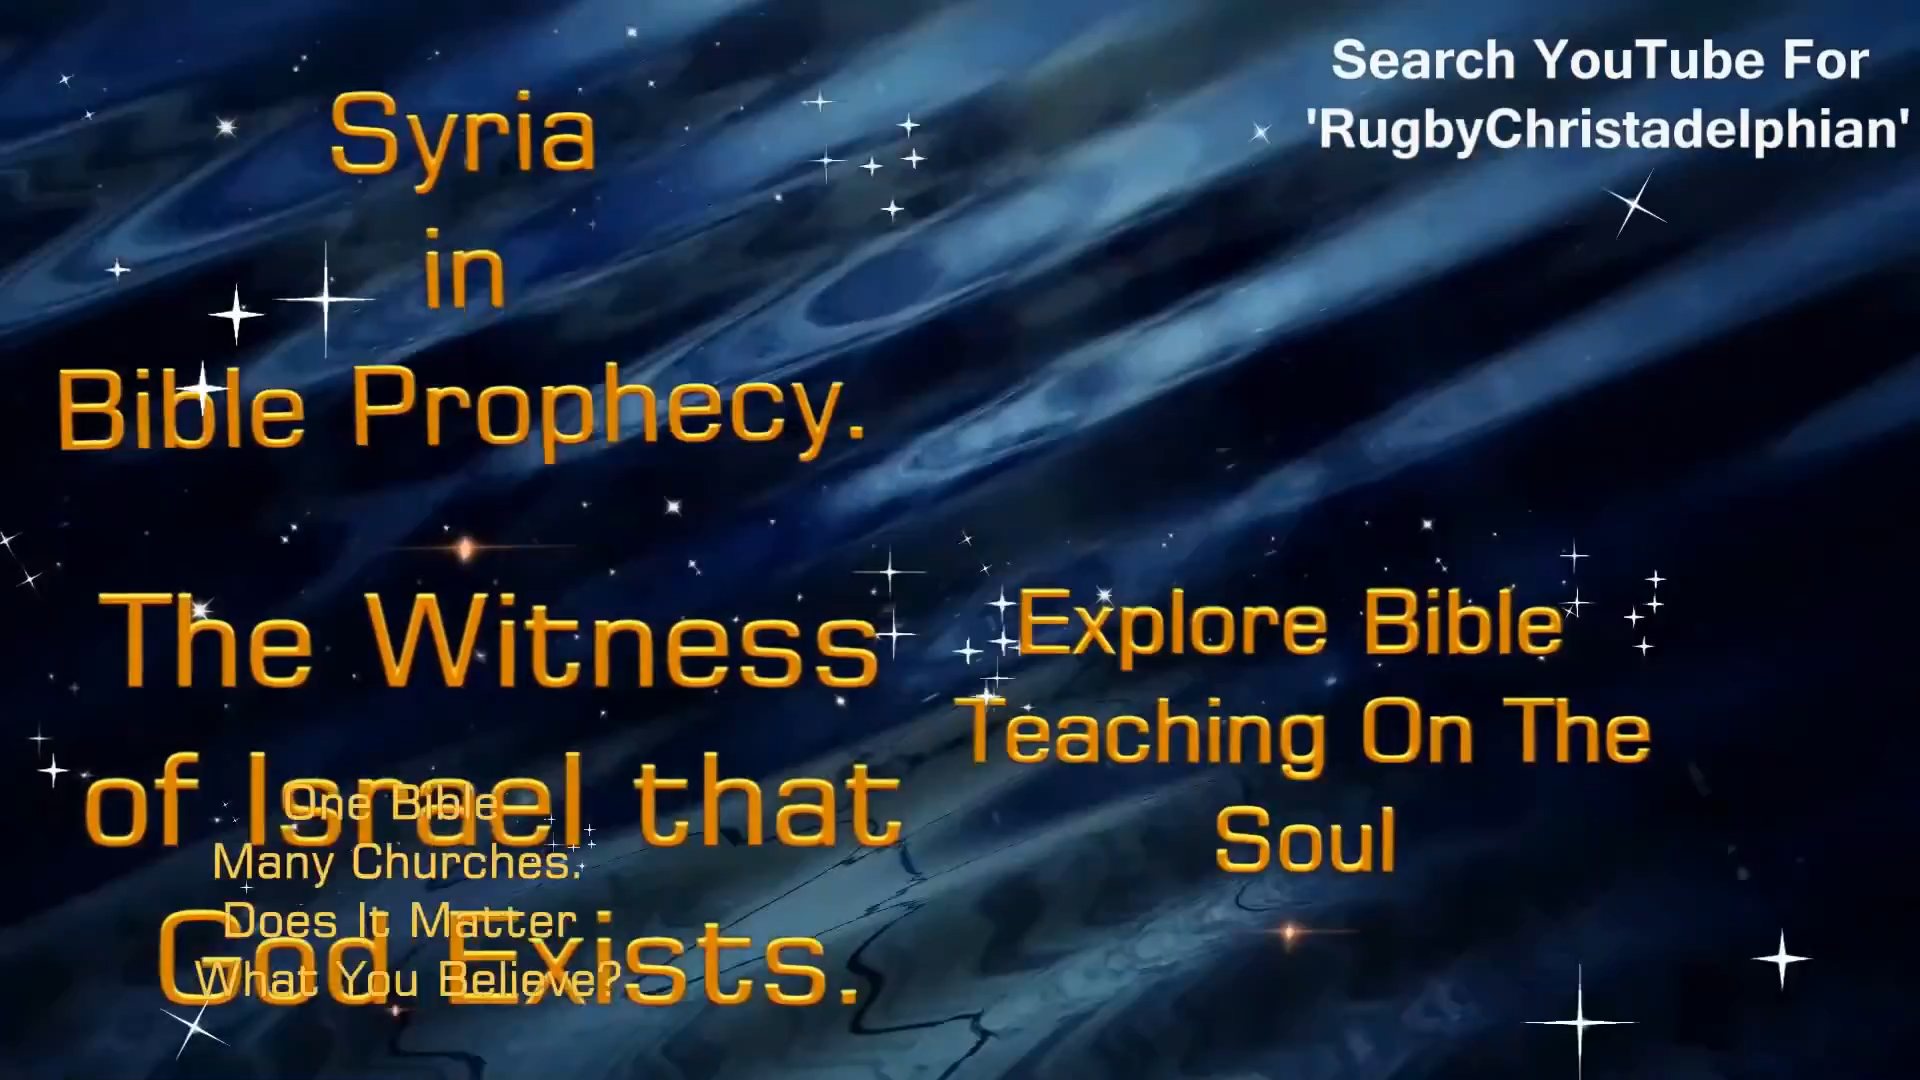 Search YouTube For
'RugbyChristadelphian'
Syria
in
Bible Prophecy.
The Witness
of Israel that
God Exists.
One Bible
Many Churches.
Does It Matter
What You Believe?
Explore Bible
Teaching On The
Soul